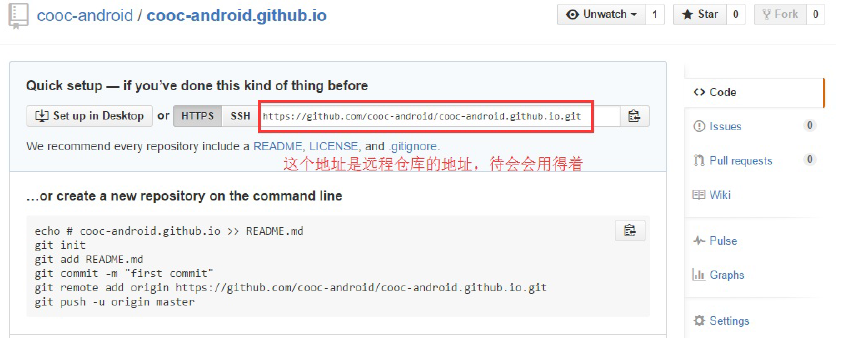 cooc-android / cooc-android.github.io
Unwatch 1 Star 0 Fork 0
Quick setup — if you've done this kind of thing before
Set up in Desktop or HTTPS SSH https://github.com/cooc-android/cooc-android.github.io.git
We recommend every repository include a README, LICENSE, and .gitignore.
这个地址是远程仓库的地址，待会会用得着
…or create a new repository on the command line
echo # cooc-android.github.io >> README.md
git init
git add README.md
git commit -m "first commit"
git remote add origin https://github.com/cooc-android/cooc-android.github.io.git
git push -u origin master
Code
Issues 0
Pull requests 0
Wiki
Pulse
Graphs
Settings